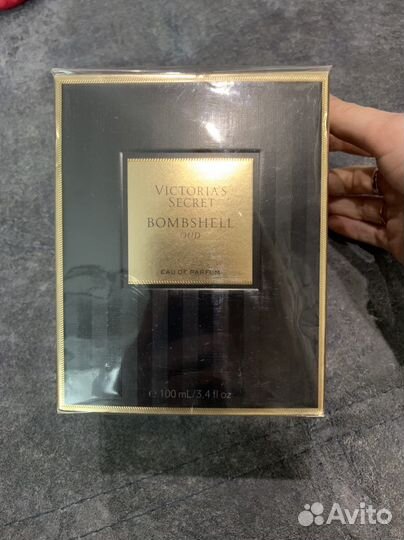 VICTORIA'S
SECRET
BOMBSHELL
OUD
EAU DE PARFUM
℮ 100 mL/3.4 fl oz
Avito